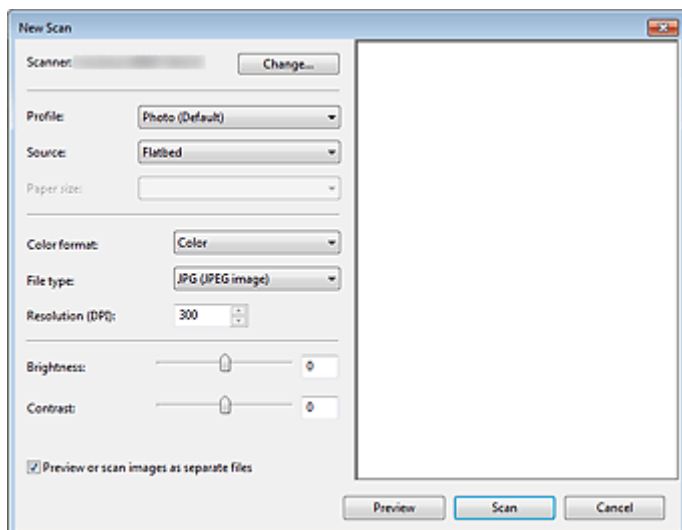 New Scan
Scanner:
Change...
Profile: Photo (Default)
Source: Flatbed
Paper size:
Color format: Color
File type: JPG (JPEG image)
Resolution (DPI): 300
Brightness: 0
Contrast: 0
Preview or scan images as separate files
Preview Scan Cancel